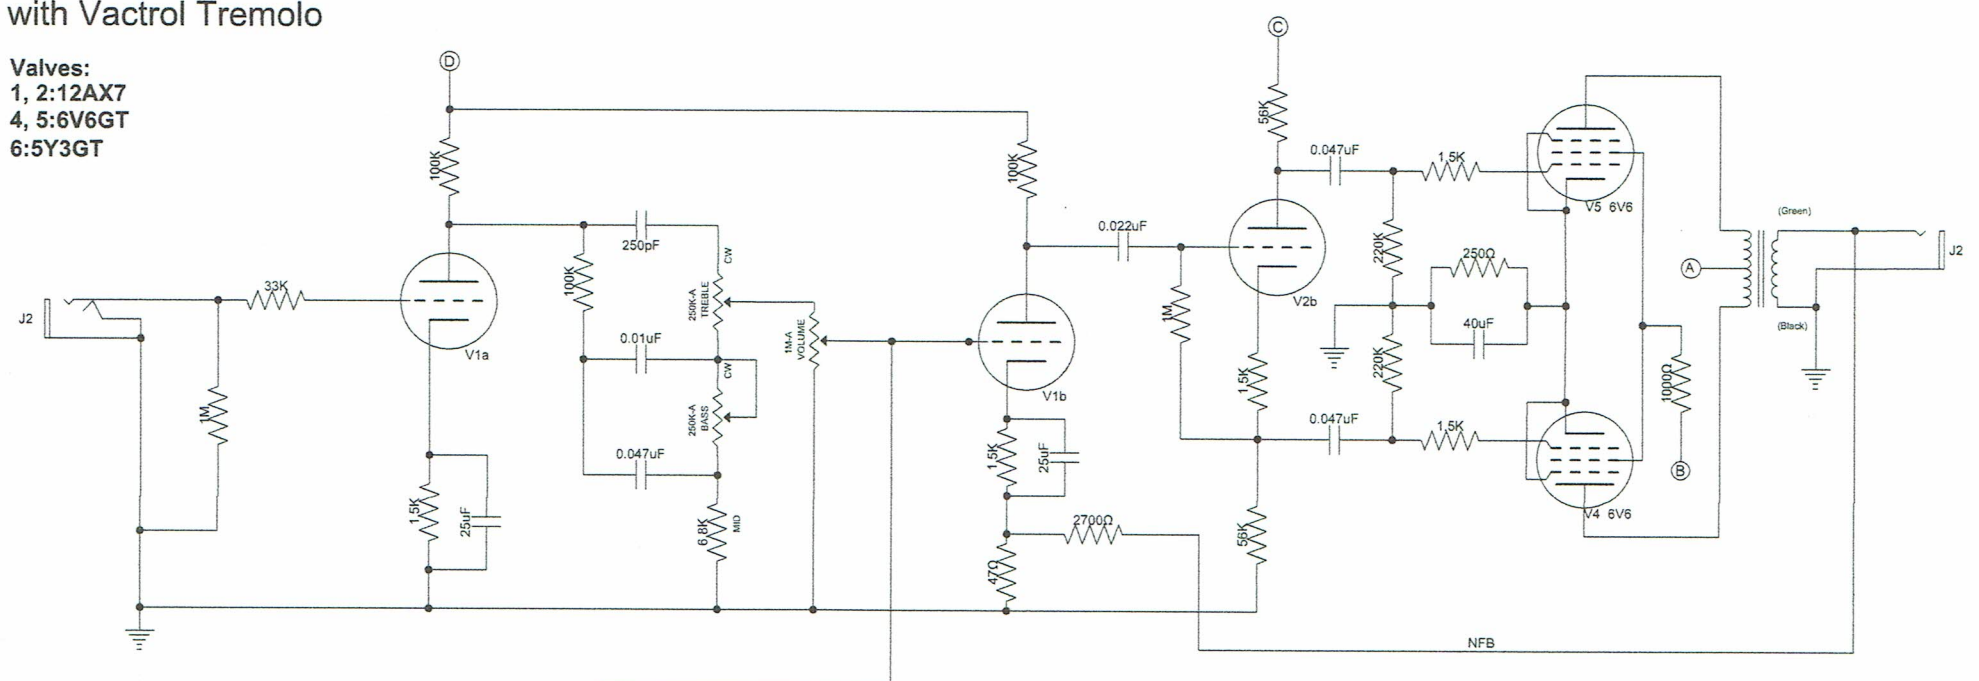 with Vactrol Tremolo
Valves:
1, 2:12AX7
4, 5:6V6GT
6:5Y3GT
D
C
100K
100K
56K
0.047uF
1,5K
V5 6V6
250pF
CW
0.022uF
(Green)
J2
33K
J2
V1a
100K
250K-A
TREBLE
1M-A
VOLUME
0.01uF
CW
250K-A
BASS
V1b
1M
V2b
220K
250Ω
40uF
A
(Black)
1M
0.047uF
1,5K
220K
1,5K
0.047uF
1,5K
1000Ω
B
V4 6V6
1,5K
25uF
25uF
6,8K
MID
2700Ω
47Ω
56K
NFB